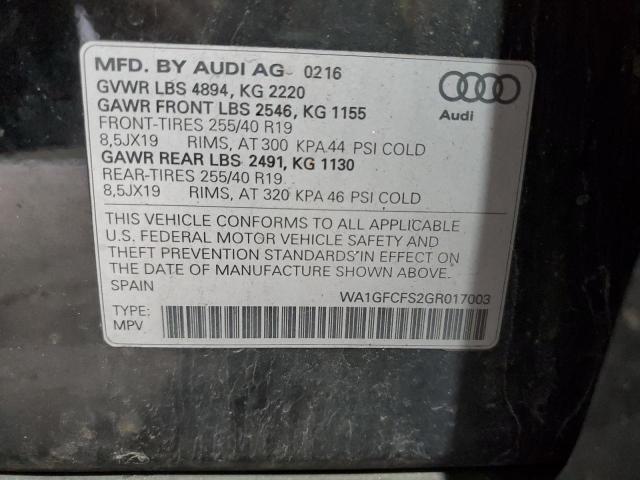 MFD. BY AUDI AG 0216
GVWR LBS 4894, KG 2220
GAWR FRONT LBS 2546, KG 1155
FRONT-TIRES 255/40 R19
8,5JX19 RIMS, AT 300 KPA 44 PSI COLD
GAWR REAR LBS 2491, KG 1130
REAR-TIRES 255/40 R19
8,5JX19 RIMS, AT 320 KPA 46 PSI COLD
Audi
THIS VEHICLE CONFORMS TO ALL APPLICABLE
U.S. FEDERAL MOTOR VEHICLE SAFETY AND
THEFT PREVENTION STANDARDS IN EFFECT ON
THE DATE OF MANUFACTURE SHOWN ABOVE.
SPAIN
WA1GFCFS2GR017003
TYPE:
MPV